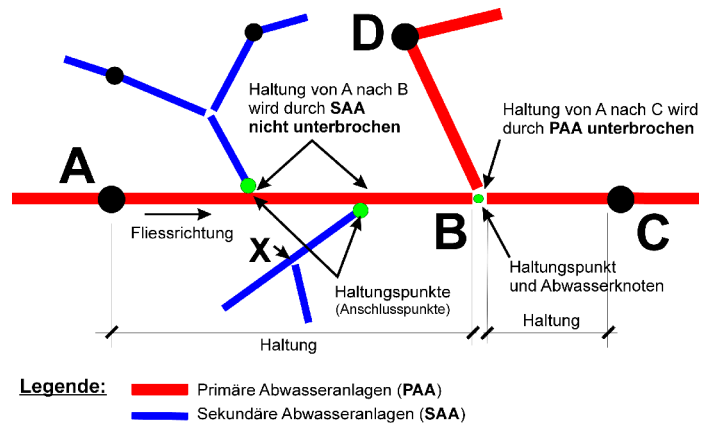 D
Haltung von A nach B
wird durch SAA
nicht unterbrochen
Haltung von A nach C wird
durch PAA unterbrochen
A
Fliessrichtung
B
C
X
Haltungspunkte
(Anschlusspunkte)
Haltungspunkt
und Abwasserknoten
Haltung
Haltung
Legende:
Primäre Abwasseranlagen (PAA)
Sekundäre Abwasseranlagen (SAA)